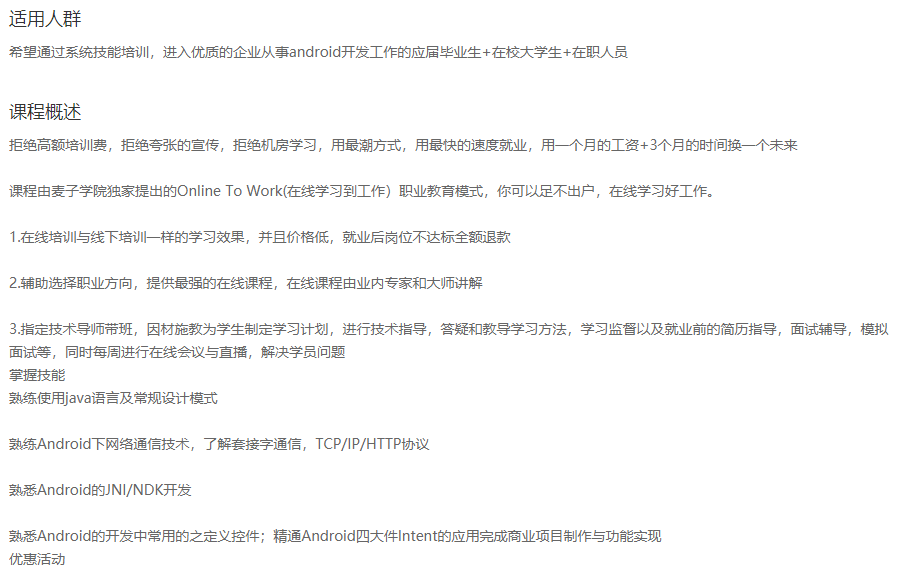 适用人群
希望通过系统技能培训，进入优质的企业从事android开发工作的应届毕业生+在校大学生+在职人员
课程概述
拒绝高额培训费，拒绝夸张的宣传，拒绝机房学习，用最潮方式，用最快的速度就业，用一个月的工资+3个月的时间换一个未来
课程由麦子学院独家提出的Online To Work(在线学习到工作）职业教育模式，你可以足不出户，在线学习好工作。
1.在线培训与线下培训一样的学习效果，并且价格低，就业后岗位不达标全额退款
2.辅助选择职业方向，提供最强的在线课程，在线课程由业内专家和大师讲解
3.指定技术导师带班，因材施教为学生制定学习计划，进行技术指导，答疑和教导学习方法，学习监督以及就业前的简历指导，面试辅导，模拟
面试等，同时每周进行在线会议与直播，解决学员问题
掌握技能
熟练使用java语言及常规设计模式
熟练Android下网络通信技术，了解套接字通信，TCP/IP/HTTP协议
熟悉Android的JNI/NDK开发
熟悉Android的开发中常用的之定义控件；精通Android四大件Intent的应用完成商业项目制作与功能实现
优惠活动